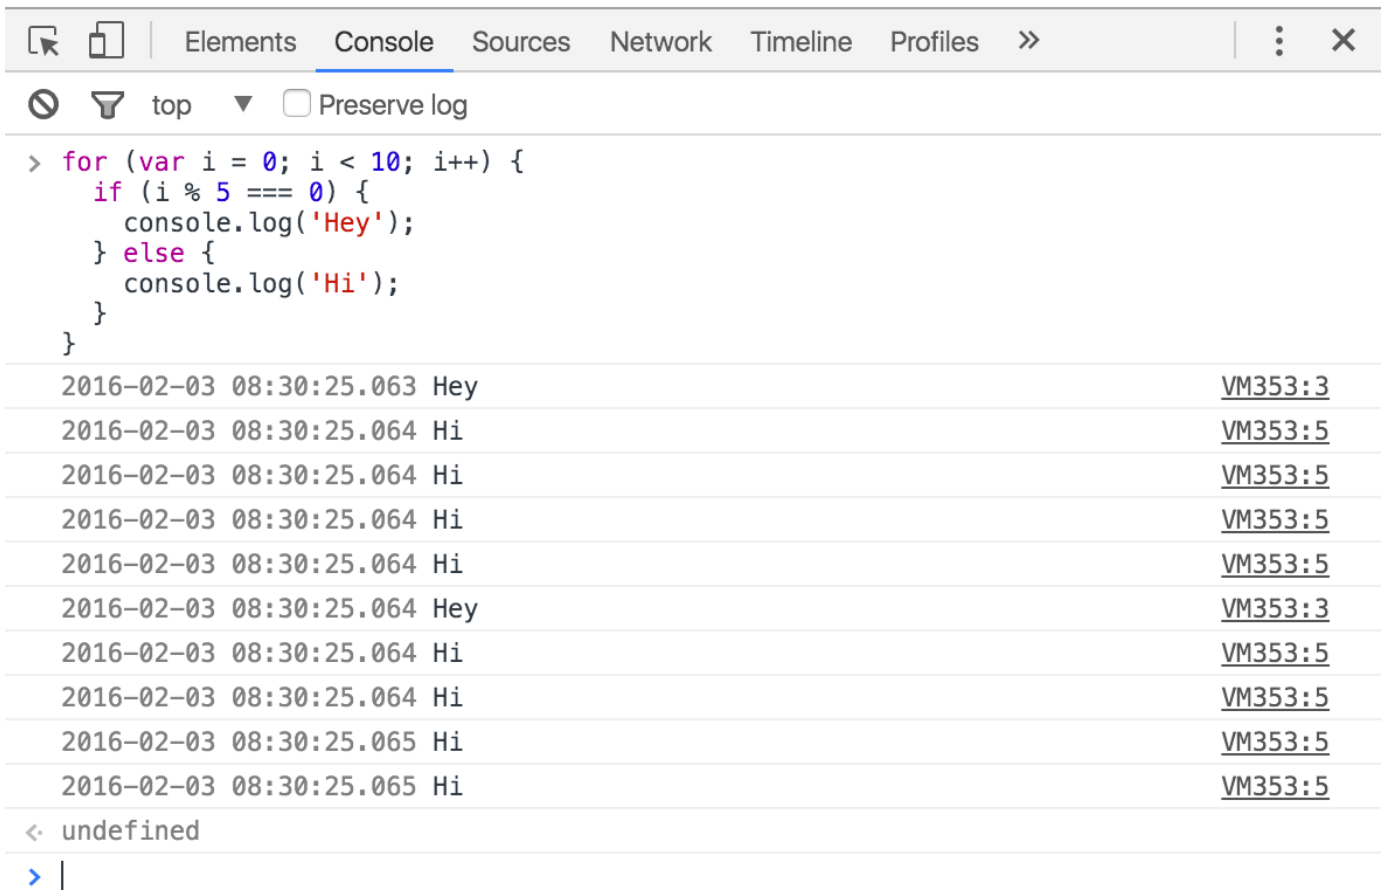 Elements Console Sources Network Timeline Profiles »
top ▼ Preserve log
> for (var i = 0; i < 10; i++) {
    if (i % 5 === 0) {
      console.log('Hey');
    } else {
      console.log('Hi');
    }
  }
2016-02-03 08:30:25.063 Hey VM353:3
2016-02-03 08:30:25.064 Hi VM353:5
2016-02-03 08:30:25.064 Hi VM353:5
2016-02-03 08:30:25.064 Hi VM353:5
2016-02-03 08:30:25.064 Hi VM353:5
2016-02-03 08:30:25.064 Hey VM353:3
2016-02-03 08:30:25.064 Hi VM353:5
2016-02-03 08:30:25.064 Hi VM353:5
2016-02-03 08:30:25.065 Hi VM353:5
2016-02-03 08:30:25.065 Hi VM353:5
undefined
>